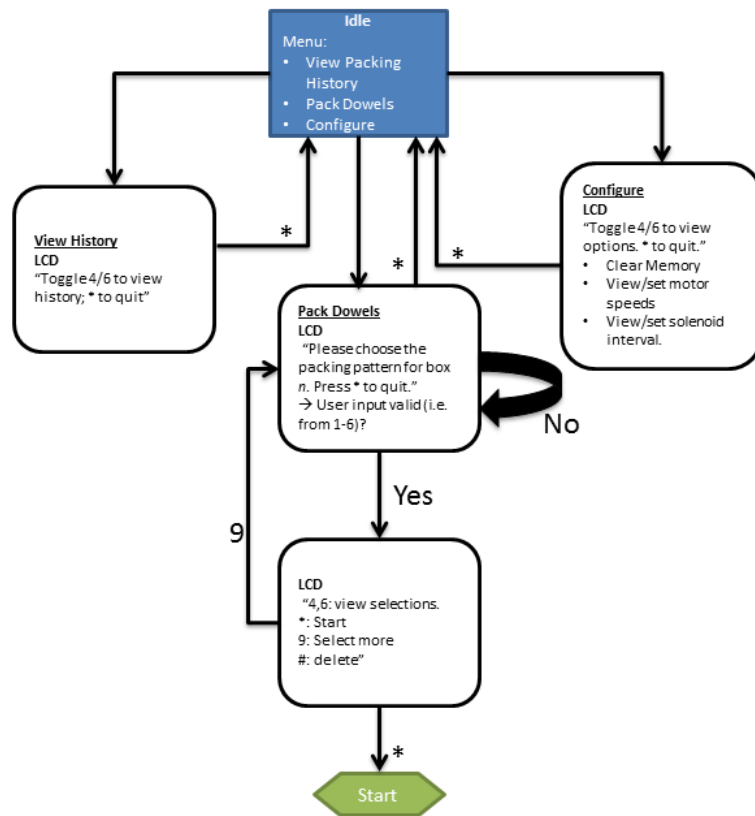 Idle
Menu:
• View Packing
History
• Pack Dowels
• Configure
View History
LCD
“Toggle 4/6 to view
history; * to quit”
*
*
*
Configure
LCD
“Toggle 4/6 to view
options. * to quit.”
• Clear Memory
• View/set motor
speeds
• View/set solenoid
interval.
Pack Dowels
LCD
“Please choose the
packing pattern for box
n. Press * to quit.”
→ User input valid (i.e.
from 1-6)?
No
Yes
9
LCD
“4,6: view selections.
*: Start
9: Select more
#: delete”
*
Start